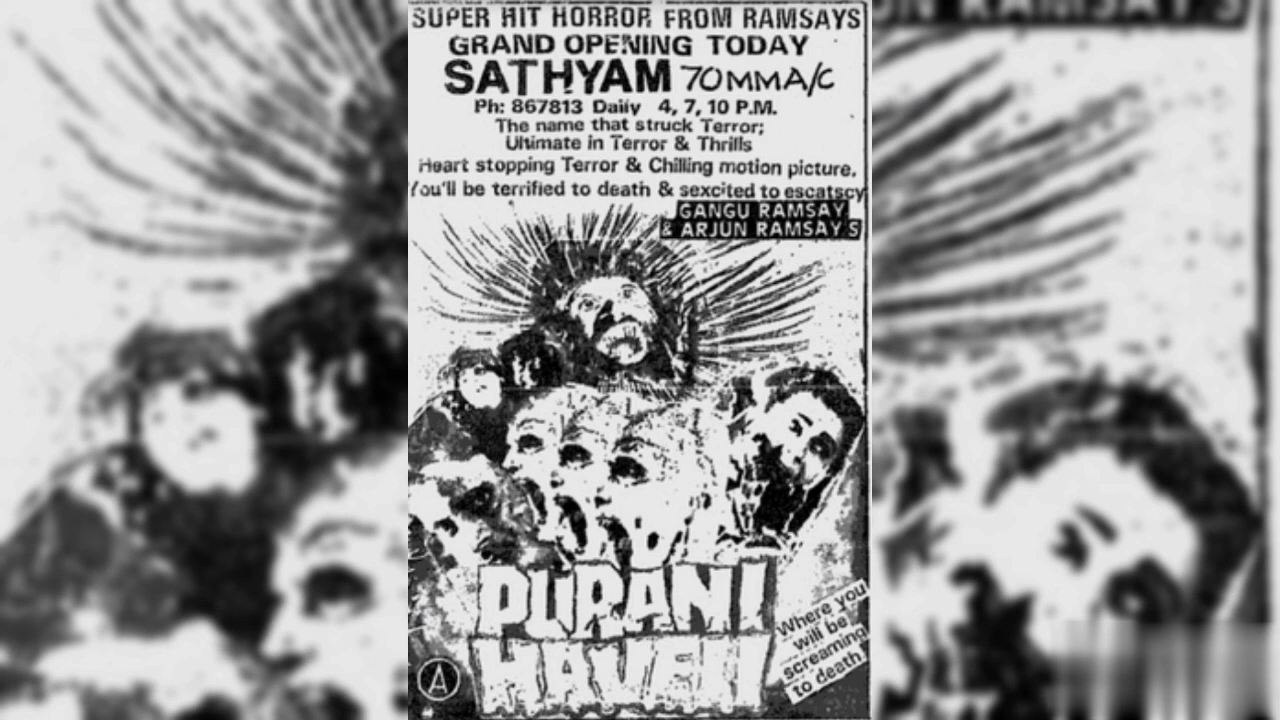 SUPER HIT HORROR FROM RAMSAYS
GRAND OPENING TODAY
SATHYAM 70MM A/C
Ph: 867813 Daily 4, 7, 10 P.M.
The name that struck Terror;
Ultimate in Terror & Thrills
Heart stopping Terror & Chilling motion picture.
You'll be terrified to death & sexcited to escatscy
GANGU RAMSAY
& ARJUN RAMSAY'S
PURANI
HAVELI
Where you
will be
screaming
to death!
A